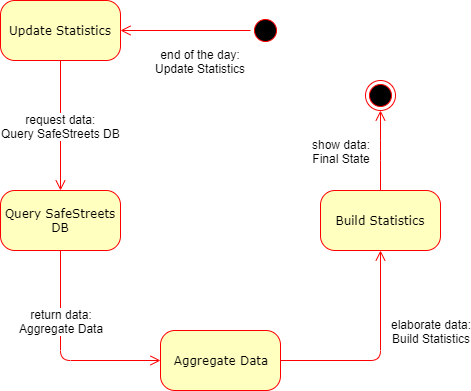 Update Statistics
end of the day:
Update Statistics
request data:
Query SafeStreets DB
show data:
Final State
Query SafeStreets
DB
Build Statistics
return data:
Aggregate Data
elaborate data:
Build Statistics
Aggregate Data